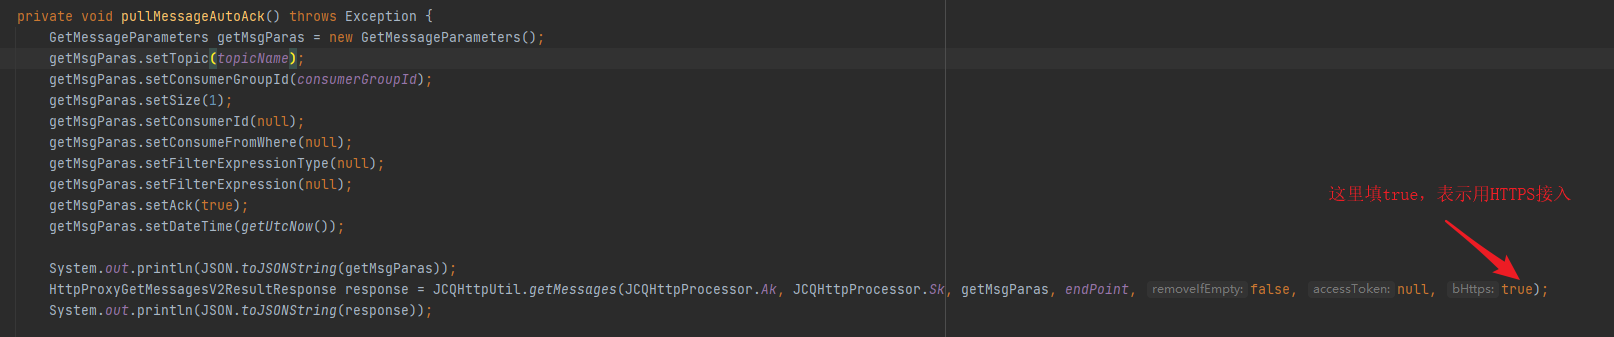 private void pullMessageAutoAck() throws Exception {
GetMessageParameters getMsgParas = new GetMessageParameters();
getMsgParas.setTopic(topicName);
getMsgParas.setConsumerGroupId(consumerGroupId);
getMsgParas.setSize(1);
getMsgParas.setConsumerId(null);
getMsgParas.setConsumeFromWhere(null);
getMsgParas.setFilterExpressionType(null);
getMsgParas.setFilterExpression(null);
这里填true，表示用HTTPS接入
getMsgParas.setAck(true);
getMsgParas.setDateTime(getUtcNow());
System.out.println(JSON.toJSONString(getMsgParas));
HttpProxyGetMessagesV2ResultResponse response = JCQHttpUtil.getMessages(JCQHttpProcessor.Ak, JCQHttpProcessor.Sk, getMsgParas, endPoint, removeIfEmpty: false, accessToken: null, bHttps: true);
System.out.println(JSON.toJSONString(response));